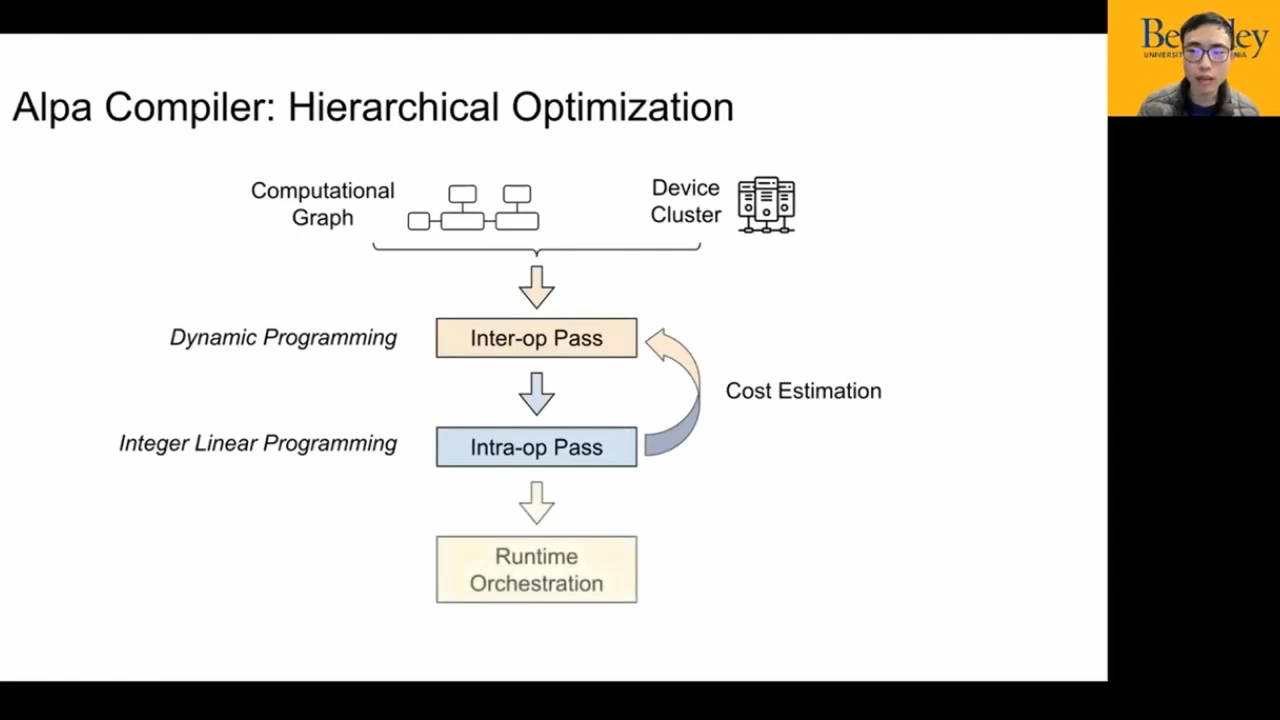 Alpa Compiler: Hierarchical Optimization
Computational
Graph
Device
Cluster
Dynamic Programming
Inter-op Pass
Cost Estimation
Integer Linear Programming
Intra-op Pass
Runtime
Orchestration